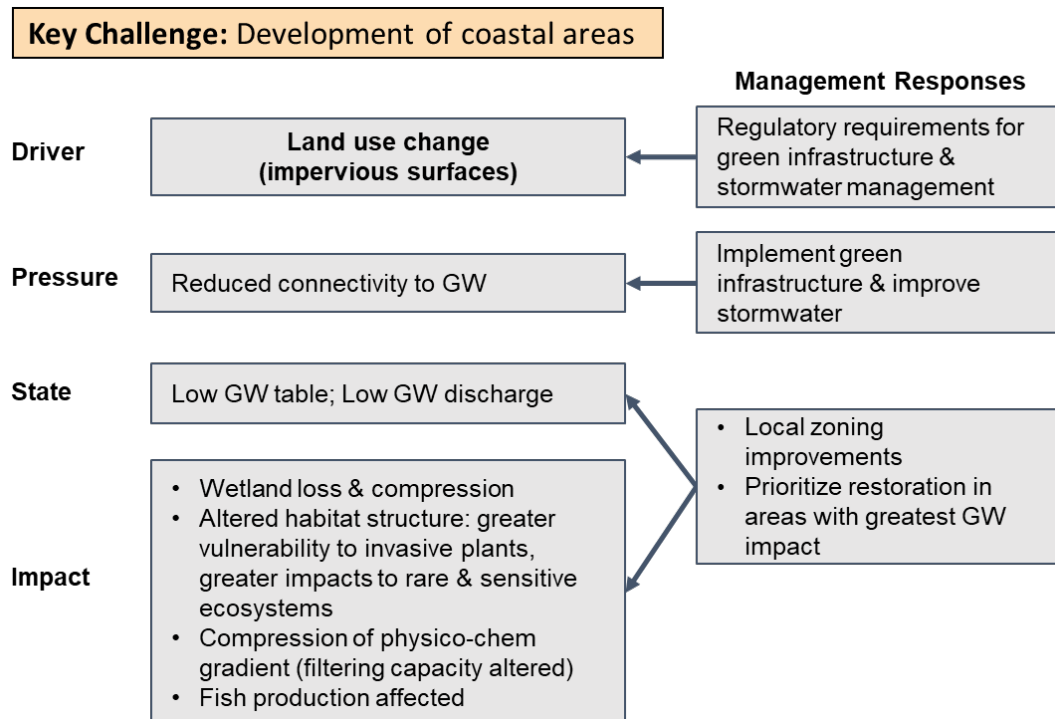 Key Challenge: Development of coastal areas
Management Responses
Driver
Land use change
(impervious surfaces)
Regulatory requirements for
green infrastructure &
stormwater management
Pressure
Reduced connectivity to GW
Implement green
infrastructure & improve
stormwater
State
Low GW table; Low GW discharge
• Local zoning
improvements
• Prioritize restoration in
areas with greatest GW
impact
Impact
• Wetland loss & compression
• Altered habitat structure: greater
vulnerability to invasive plants,
greater impacts to rare & sensitive
ecosystems
• Compression of physico-chem
gradient (filtering capacity altered)
• Fish production affected